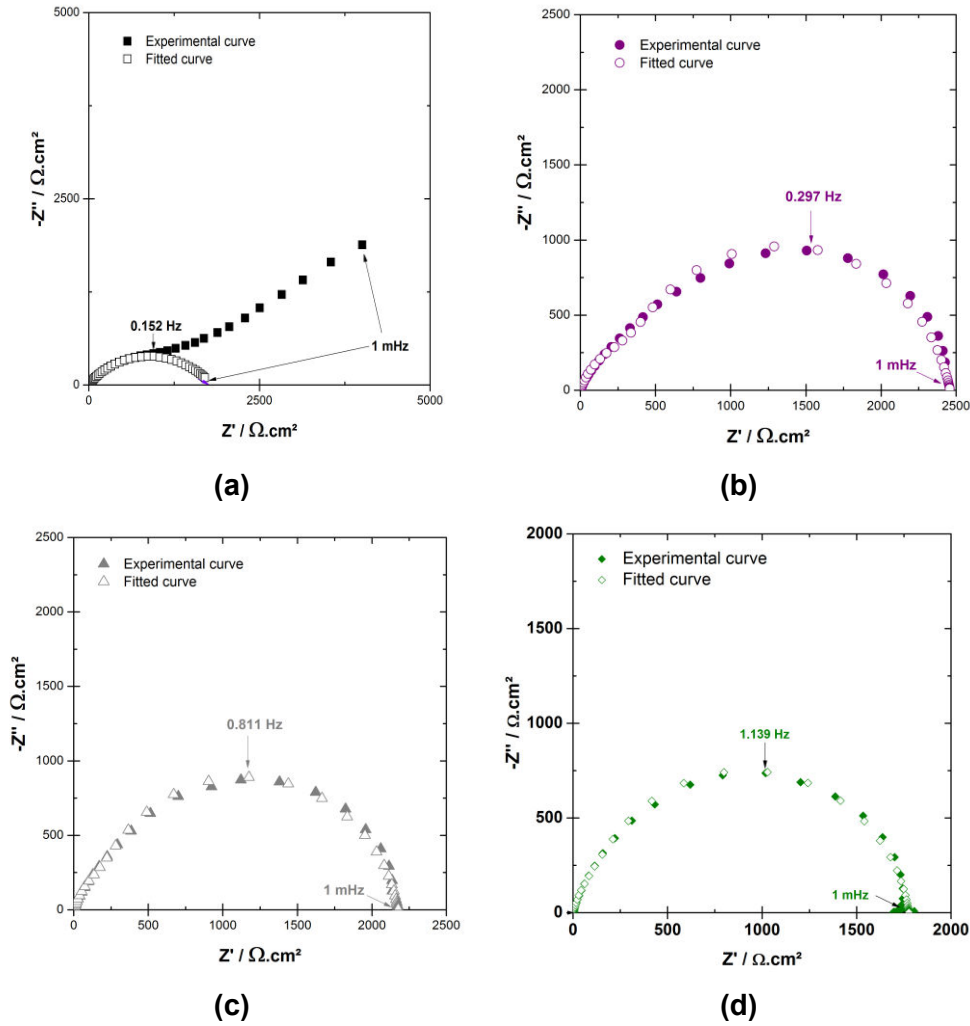 5000
Experimental curve
Fitted curve
2500
-Z'' / Ω.cm²
0.152 Hz
1 mHz
0
0
2500
5000
Z' / Ω.cm²
(a)
2500
Experimental curve
Fitted curve
2000
1500
-Z'' / Ω.cm²
0.297 Hz
1000
500
1 mHz
0
0
500
1000
1500
2000
2500
Z' / Ω.cm²
(b)
2500
Experimental curve
Fitted curve
2000
1500
-Z'' / Ω.cm²
0.811 Hz
1000
500
1 mHz
0
0
500
1000
1500
2000
2500
Z' / Ω.cm²
(c)
2000
Experimental curve
Fitted curve
1500
-Z'' / Ω.cm²
1000
1.139 Hz
500
1 mHz
0
0
500
1000
1500
2000
Z' / Ω.cm²
(d)